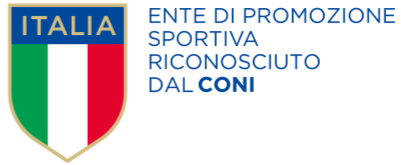 ITALIA
ENTE DI PROMOZIONE
SPORTIVA
RICONOSCIUTO
DAL CONI